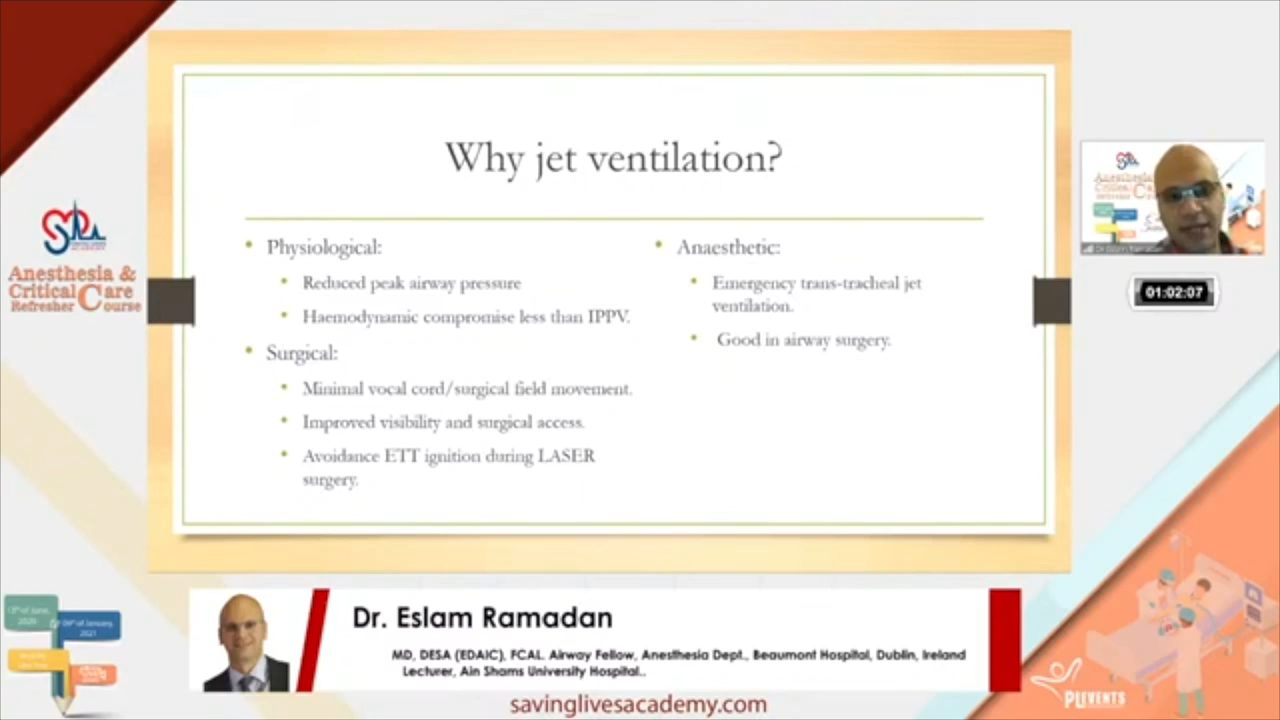 Why jet ventilation?
Physiological:
Reduced peak airway pressure
Haemodynamic compromise less than IPPV.
Surgical:
Minimal vocal cord/surgical field movement.
Improved visibility and surgical access.
Avoidance ETT ignition during LASER
surgery.
Anaesthetic:
Emergency trans-tracheal jet
ventilation.
Good in airway surgery.
Anesthesia &
Critical Care
Refresher Course
01:02:07
Dr. Eslam Ramadan
MD, DESA (EDAIC), FCAI. Airway Fellow, Anesthesia Dept., Beaumont Hospital, Dublin, Ireland
Lecturer, Ain Shams University Hospital..
savinglivesacademy.com
PLEVENTS